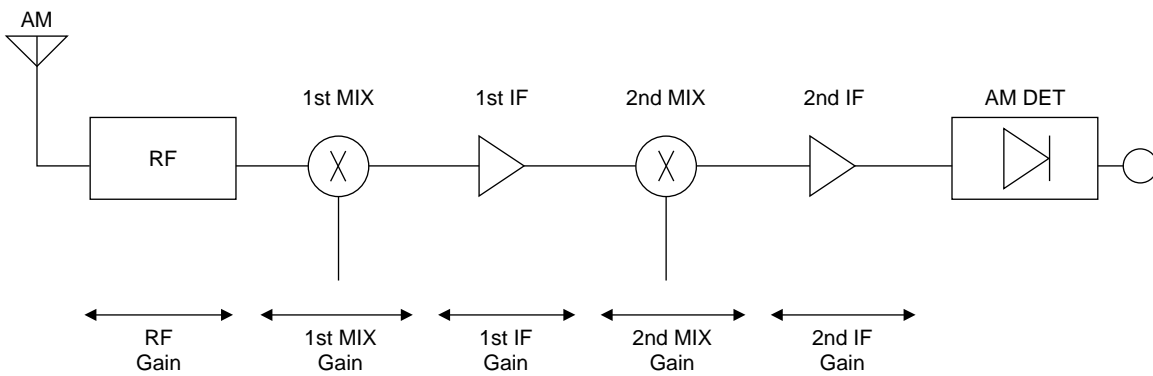 AM
1st MIX
1st IF
2nd MIX
2nd IF
AM DET
RF
RF
Gain
1st MIX
Gain
1st IF
Gain
2nd MIX
Gain
2nd IF
Gain